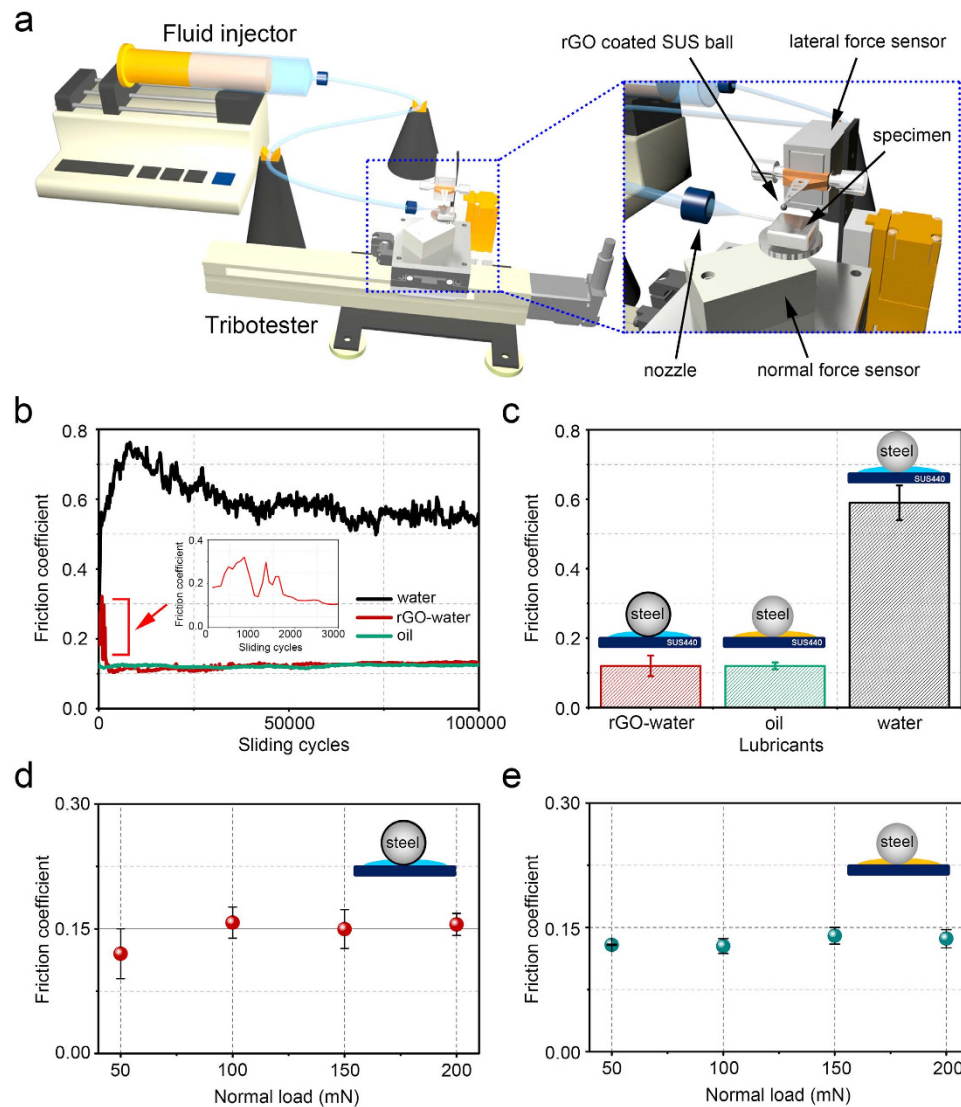 a
Fluid injector
Tribotester
rGO coated SUS ball
lateral force sensor
specimen
nozzle
normal force sensor
b
Friction coefficient
0.8
0.6
0.4
0.2
0.0
0
50000
100000
Sliding cycles
Friction coefficient
0.4
0.2
0
0
1000
2000
3000
Sliding cycles
water
rGO-water
oil
c
Friction coefficient
0.8
0.6
0.4
0.2
0.0
steel
SUS440
steel
SUS440
steel
SUS440
rGO-water
oil
water
Lubricants
d
Friction coefficient
0.30
0.15
0.00
50
100
150
200
Normal load (mN)
steel
e
Friction coefficient
0.30
0.15
0.00
50
100
150
200
Normal load (mN)
steel